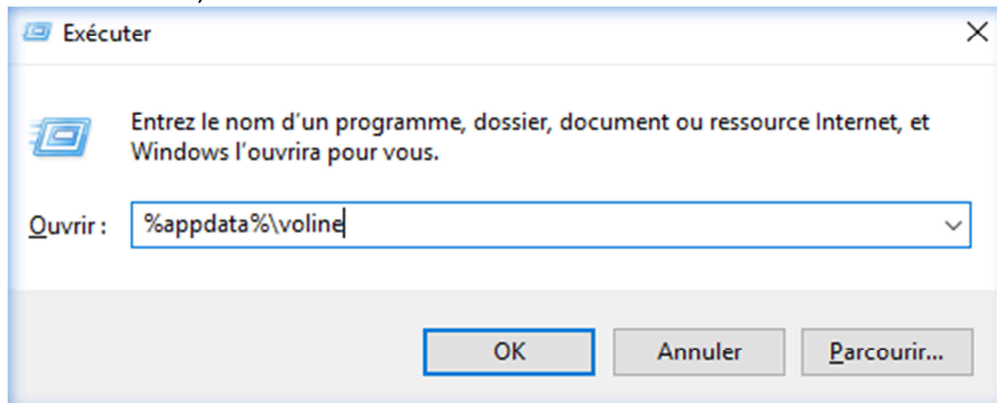 Exécuter
Entrez le nom d'un programme, dossier, document ou ressource Internet, et
Windows l'ouvrira pour vous.
Ouvrir : %appdata%\voline
OK Annuler Parcourir...